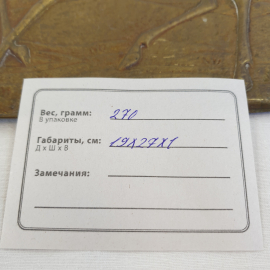 Вес, грамм: 270
В упаковке
Габариты, см: 19х27х1
Д х Ш х В
Замечания: